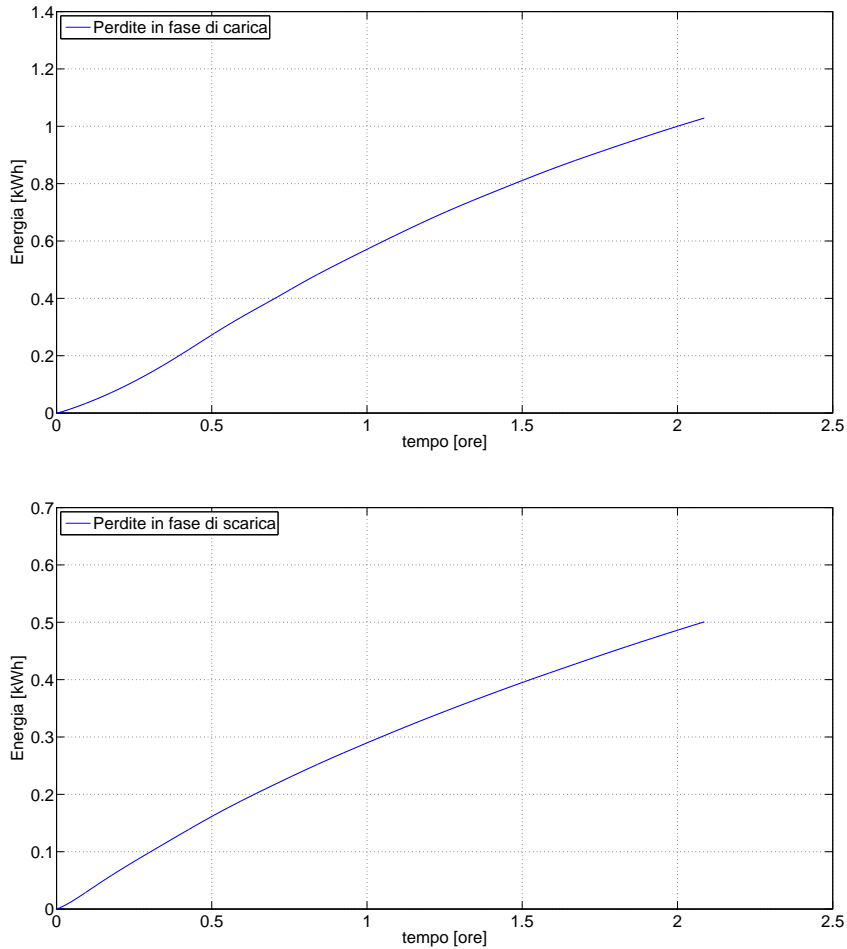 1.4
Perdite in fase di carica
1.2
1
0.8
0.6
0.4
0.2
0
Energia [kWh]
0 0.5 1 1.5 2 2.5
tempo [ore]
0.7
Perdite in fase di scarica
0.6
0.5
0.4
0.3
0.2
0.1
0
Energia [kWh]
0 0.5 1 1.5 2 2.5
tempo [ore]